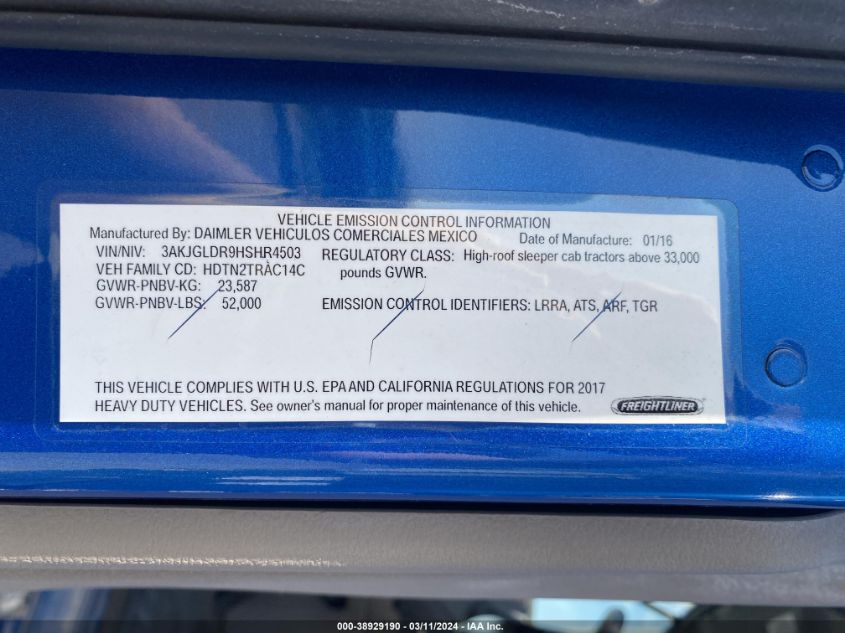 VEHICLE EMISSION CONTROL INFORMATION
Manufactured By: DAIMLER VEHICULOS COMERCIALES MEXICO Date of Manufacture: 01/16
VIN/NIV: 3AKJGLDR9HSHR4503 REGULATORY CLASS: High-roof sleeper cab tractors above 33,000
VEH FAMILY CD: HDTN2TRAC14C pounds GVWR.
GVWR-PNBV-KG: 23,587
GVWR-PNBV-LBS: 52,000 EMISSION CONTROL IDENTIFIERS: LRRA, ATS, ARF, TGR
THIS VEHICLE COMPLIES WITH U.S. EPA AND CALIFORNIA REGULATIONS FOR 2017
HEAVY DUTY VEHICLES. See owner's manual for proper maintenance of this vehicle. FREIGHTLINER
000-38929190 - 03/11/2024 - IAA Inc.